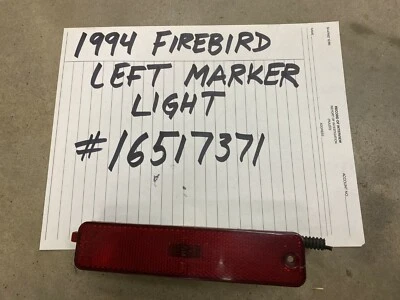 1994 FIREBIRD
LEFT MARKER
LIGHT
#16517371